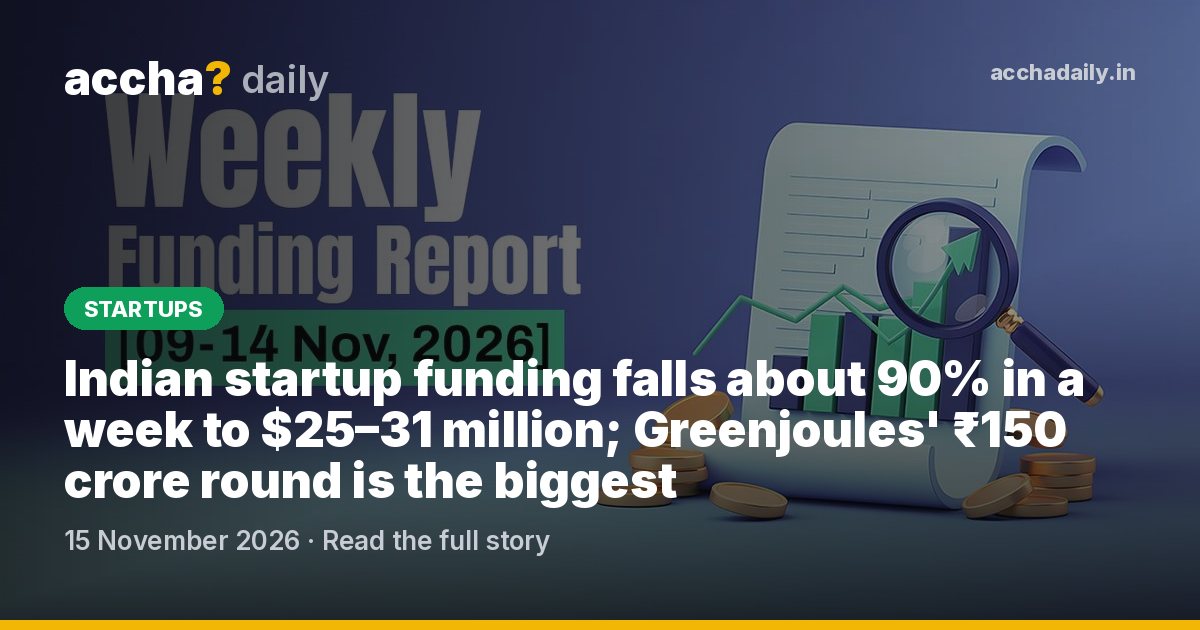 accha? daily
acchadaily.in
Weekly
Funding Report
STARTUPS
[09-14 Nov, 2026]
Indian startup funding falls about 90% in a
week to $25–31 million; Greenjoules' ₹150
crore round is the biggest
15 November 2026 · Read the full story